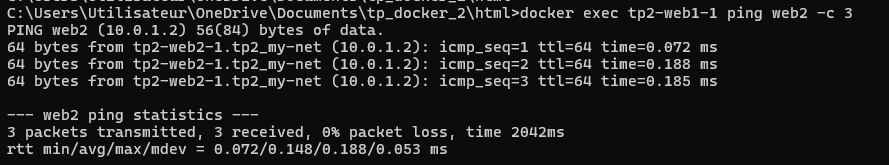 C:\Users\Utilisateur\OneDrive\Documents\tp_docker_2\html>docker exec tp2-web1-1 ping web2 -c 3
PING web2 (10.0.1.2) 56(84) bytes of data.
64 bytes from tp2-web2-1.tp2_my-net (10.0.1.2): icmp_seq=1 ttl=64 time=0.072 ms
64 bytes from tp2-web2-1.tp2_my-net (10.0.1.2): icmp_seq=2 ttl=64 time=0.188 ms
64 bytes from tp2-web2-1.tp2_my-net (10.0.1.2): icmp_seq=3 ttl=64 time=0.185 ms
--- web2 ping statistics ---
3 packets transmitted, 3 received, 0% packet loss, time 2042ms
rtt min/avg/max/mdev = 0.072/0.148/0.188/0.053 ms